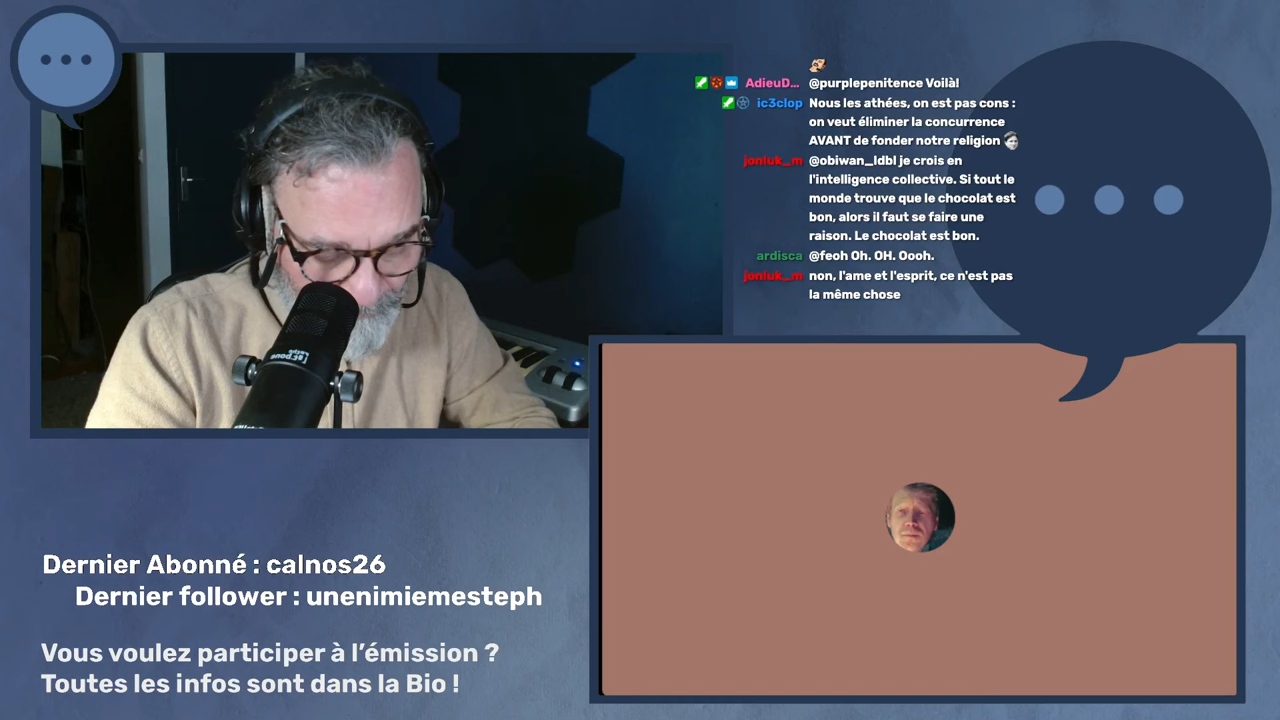 AdieuD... @purplepenitence Voilà!
ic3clop Nous les athées, on est pas cons :
on veut éliminer la concurrence
AVANT de fonder notre religion
joniuk_m @obiwan_ldbl je crois en
l'intelligence collective. Si tout le
monde trouve que le chocolat est
bon, alors il faut se faire une
raison. Le chocolat est bon.
ardisca @feoh Oh. OH. Oooh.
joniuk_m non, l'ame et l'esprit, ce n'est pas
la même chose
Dernier Abonné : calnos26
Dernier follower : unenimiemesteph
Vous voulez participer à l'émission ?
Toutes les infos sont dans la Bio !